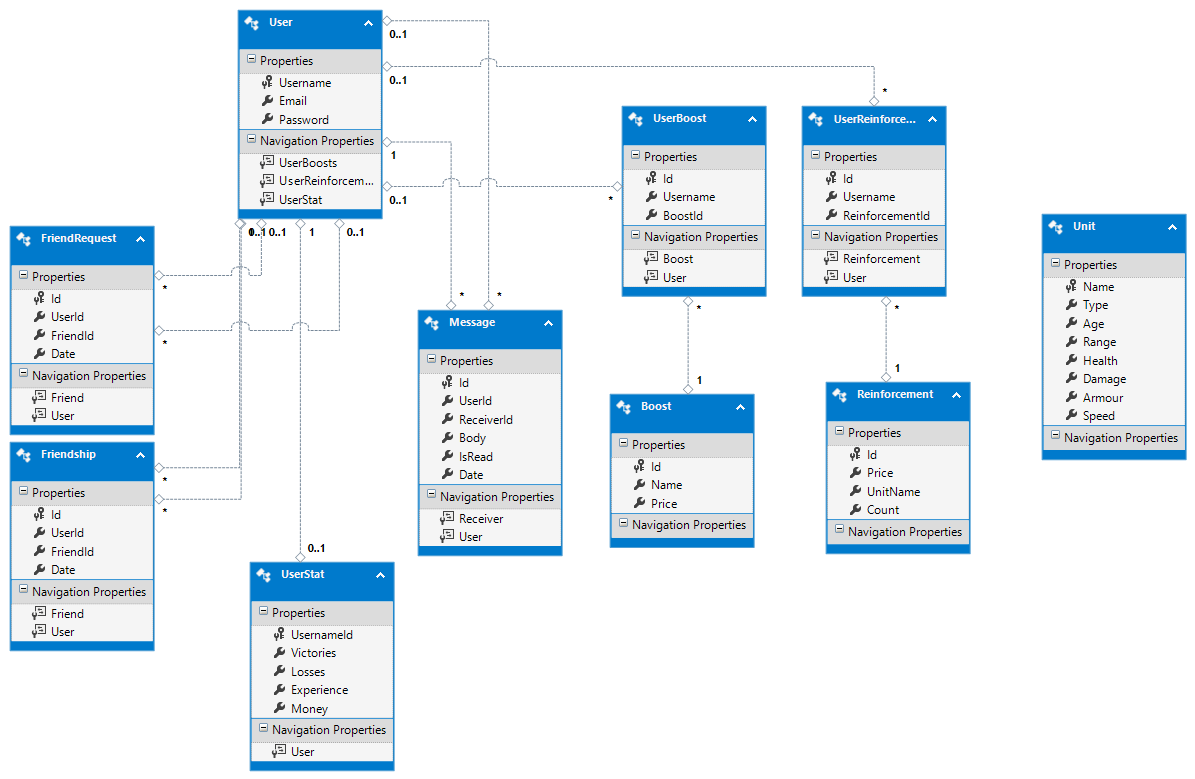 User
Properties
Username
Email
Password
Navigation Properties
UserBoosts
UserReinforcem...
UserStat
0..1
0..1
1
0..1
0..1
0..1
1
0..1
*
*
*
*
UserBoost
Properties
Id
Username
BoostId
Navigation Properties
Boost
User
*
1
UserReinforce...
Properties
Id
Username
ReinforcementId
Navigation Properties
Reinforcement
User
*
1
Unit
Properties
Name
Type
Age
Range
Health
Damage
Armour
Speed
Navigation Properties
FriendRequest
Properties
Id
UserId
FriendId
Date
Navigation Properties
Friend
User
*
*
Message
Properties
Id
UserId
ReceiverId
Body
IsRead
Date
Navigation Properties
Receiver
User
Boost
Properties
Id
Name
Price
Navigation Properties
Reinforcement
Properties
Id
Price
UnitName
Count
Navigation Properties
Friendship
Properties
Id
UserId
FriendId
Date
Navigation Properties
Friend
User
*
*
0..1
UserStat
Properties
UsernameId
Victories
Losses
Experience
Money
Navigation Properties
User